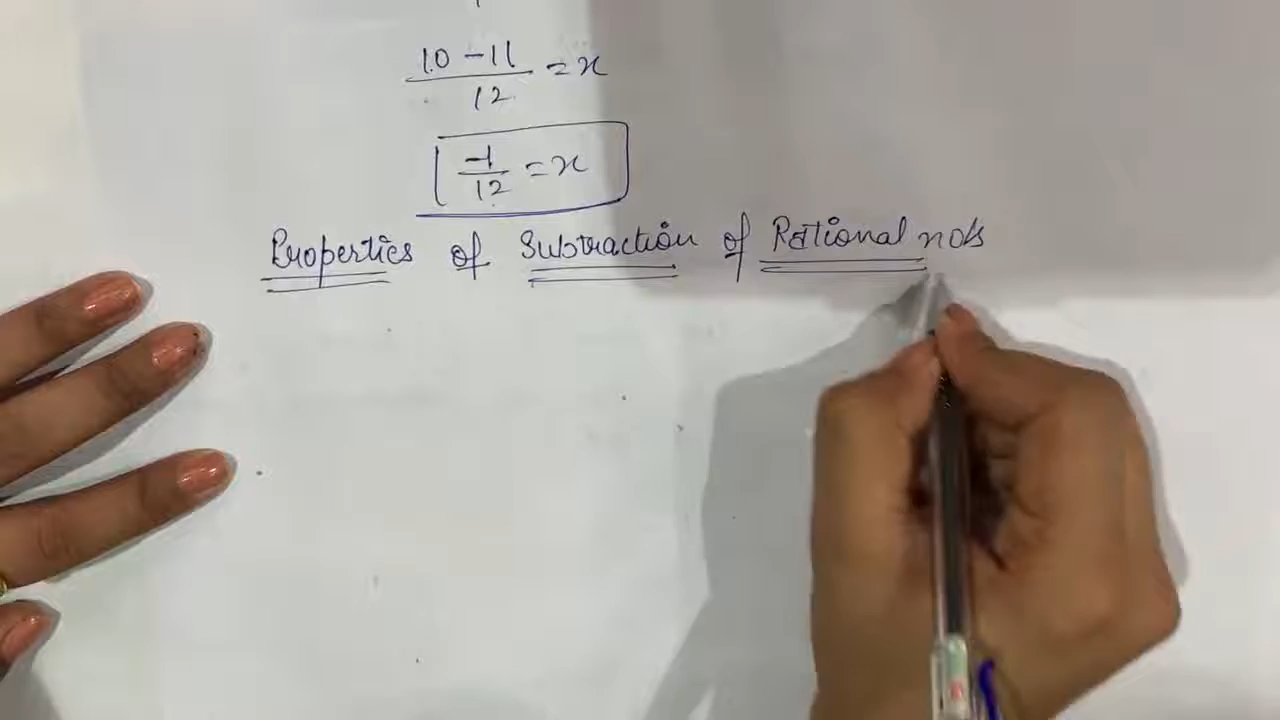 10 - 11
12 = x
-1
12 = x
Properties of Subtraction of Rational nos